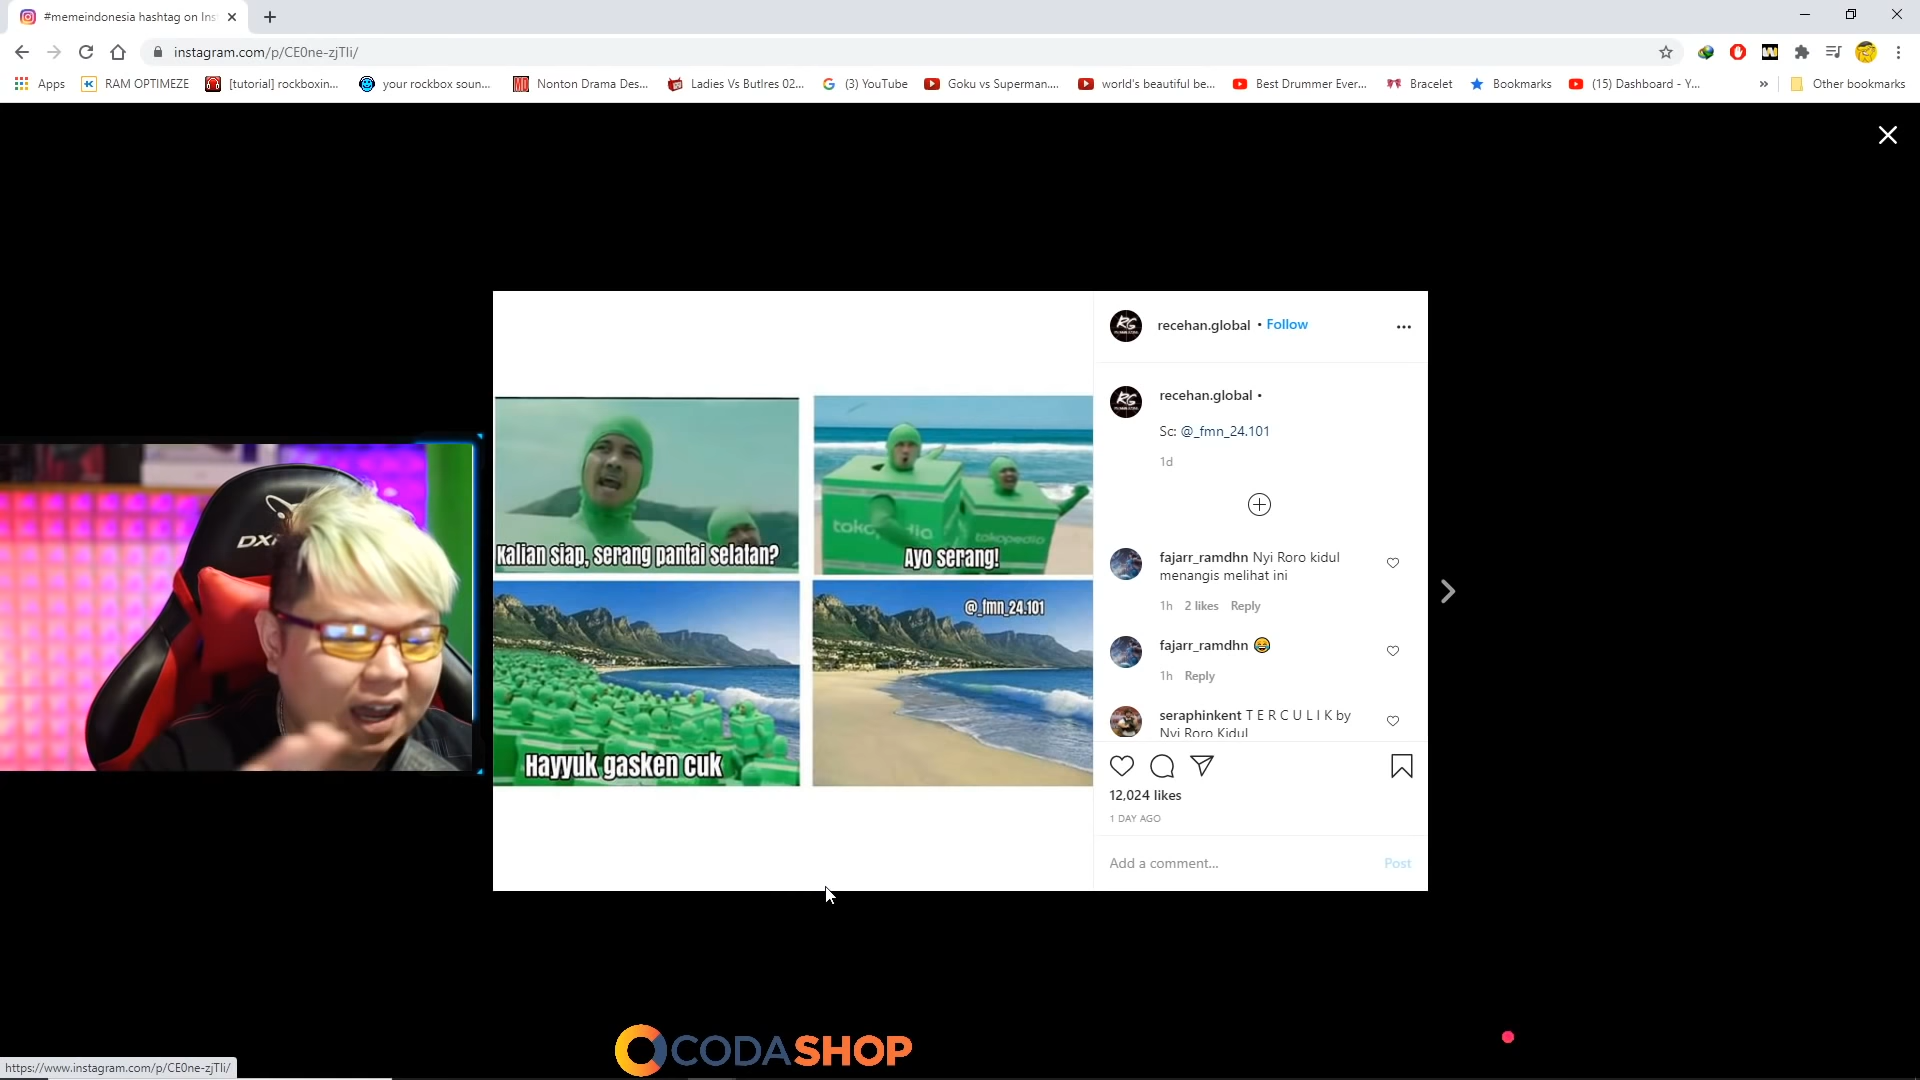 #memeindonesia hashtag on Ins
instagram.com/p/CE0ne-zjTli/
Apps
RAM OPTIMEZE
[tutorial] rockboxin...
your rockbox soun...
Nonton Drama Des...
Ladies Vs Butlres 02...
(3) YouTube
Goku vs Superman....
world's beautiful be...
Best Drummer Ever...
Bracelet
Bookmarks
(15) Dashboard - Y...
»
Other bookmarks
recehan.global • Follow
recehan.global •
Sc: @_fmn_24.101
1d
Kalian siap, serang pantai selatan?
tokopedia
tokopedia
Ayo serang!
Hayyuk gasken cuk
@_fmn_24.101
DX
fajarr_ramdhn Nyi Roro kidul
menangis melihat ini
1h 2 likes Reply
fajarr_ramdhn 😂
1h Reply
seraphinkent T E R C U L I K by
Nyi Roro Kidul
12,024 likes
1 DAY AGO
Add a comment... Post
CODASHOP
https://www.instagram.com/p/CE0ne-zjTli/